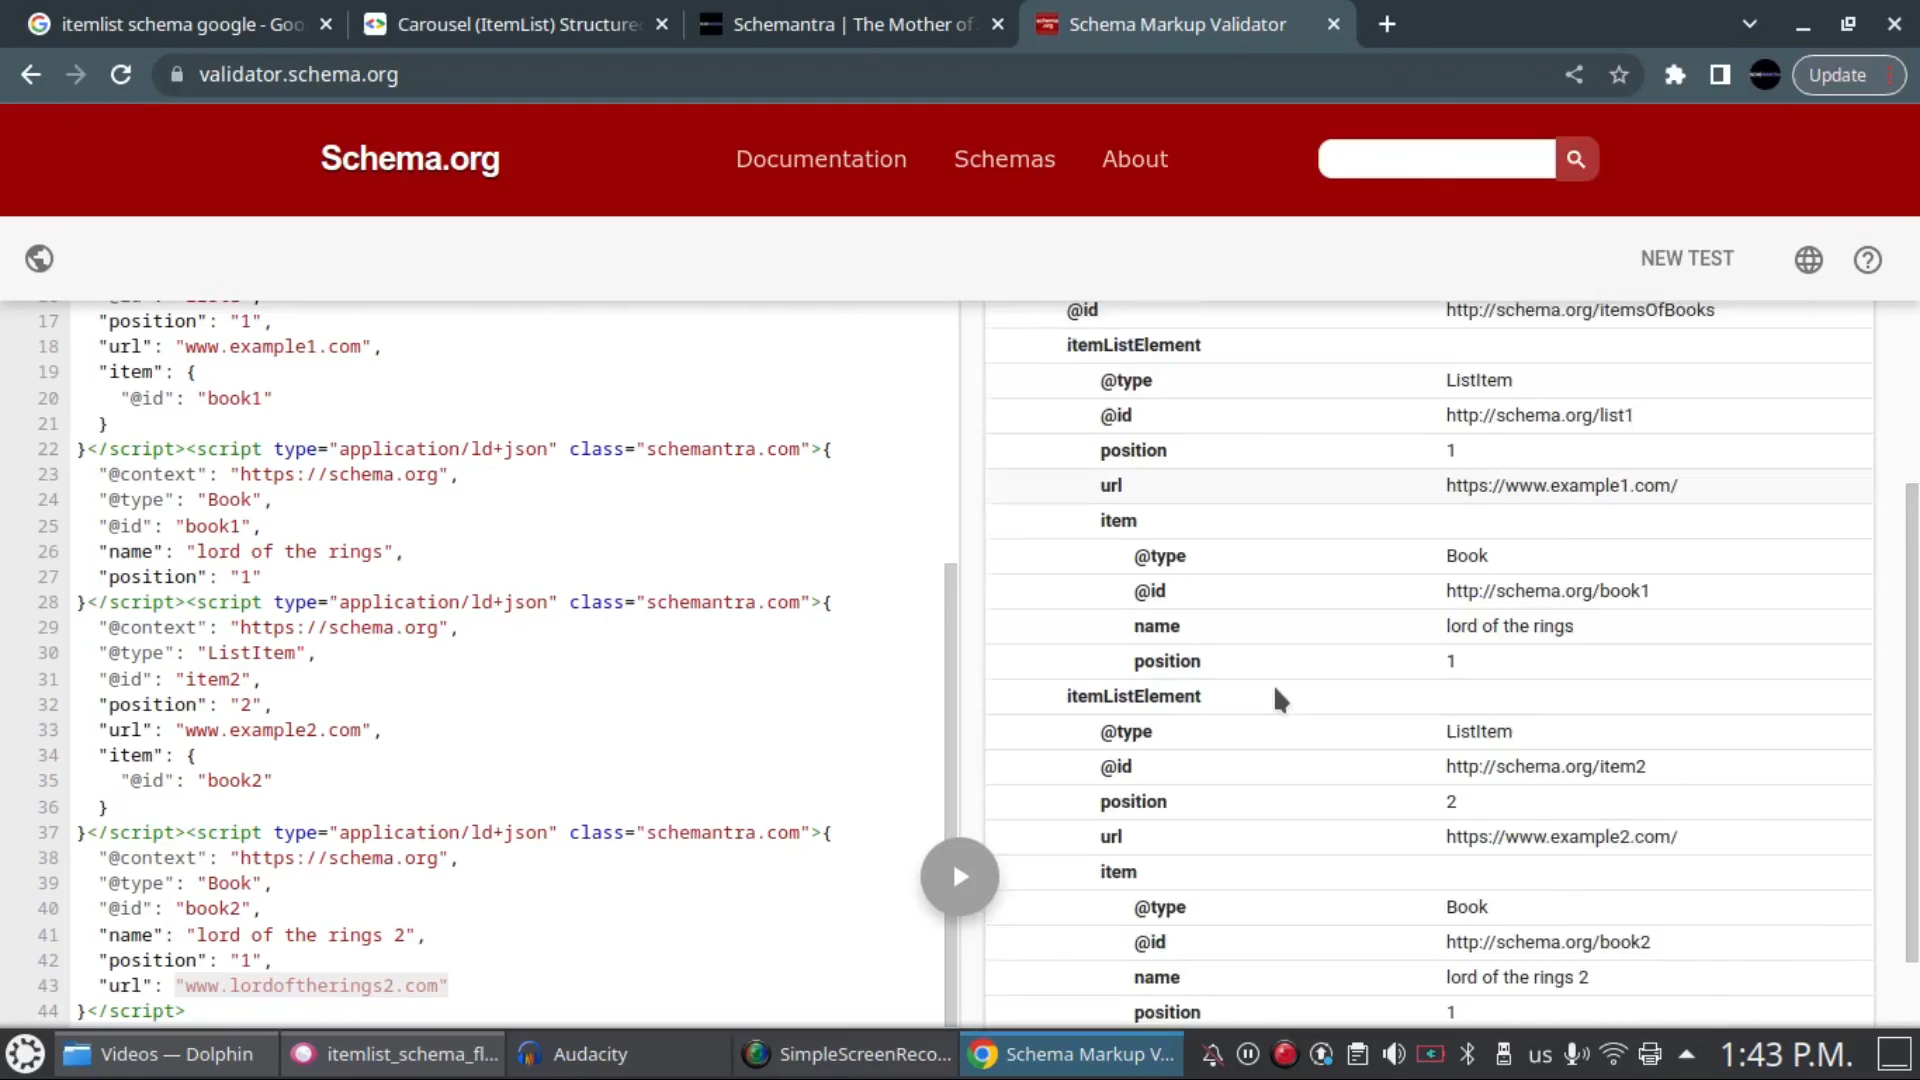 itemlist schema google - Goo
Carousel (ItemList) Structure
Schemantra | The Mother of
Schema Markup Validator
validator.schema.org
Update
Schema.org
Documentation
Schemas
About
NEW TEST
17 "position": "1",
18 "url": "www.example1.com",
19 "item": {
20 "@id": "book1"
21 }
22 }</script><script type="application/ld+json" class="schemantra.com">{
23 "@context": "https://schema.org",
24 "@type": "Book",
25 "@id": "book1",
26 "name": "lord of the rings",
27 "position": "1"
28 }</script><script type="application/ld+json" class="schemantra.com">{
29 "@context": "https://schema.org",
30 "@type": "ListItem",
31 "@id": "item2",
32 "position": "2",
33 "url": "www.example2.com",
34 "item": {
35 "@id": "book2"
36 }
37 }</script><script type="application/ld+json" class="schemantra.com">{
38 "@context": "https://schema.org",
39 "@type": "Book",
40 "@id": "book2",
41 "name": "lord of the rings 2",
42 "position": "1",
43 "url": "www.lordoftherings2.com"
44 }</script>
@id http://schema.org/itemsOfBooks
itemListElement
@type ListItem
@id http://schema.org/list1
position 1
url https://www.example1.com/
item
@type Book
@id http://schema.org/book1
name lord of the rings
position 1
itemListElement
@type ListItem
@id http://schema.org/item2
position 2
url https://www.example2.com/
item
@type Book
@id http://schema.org/book2
name lord of the rings 2
position 1
Videos — Dolphin
itemlist_schema_fl...
Audacity
SimpleScreenReco...
Schema Markup V...
us
1:43 P.M.